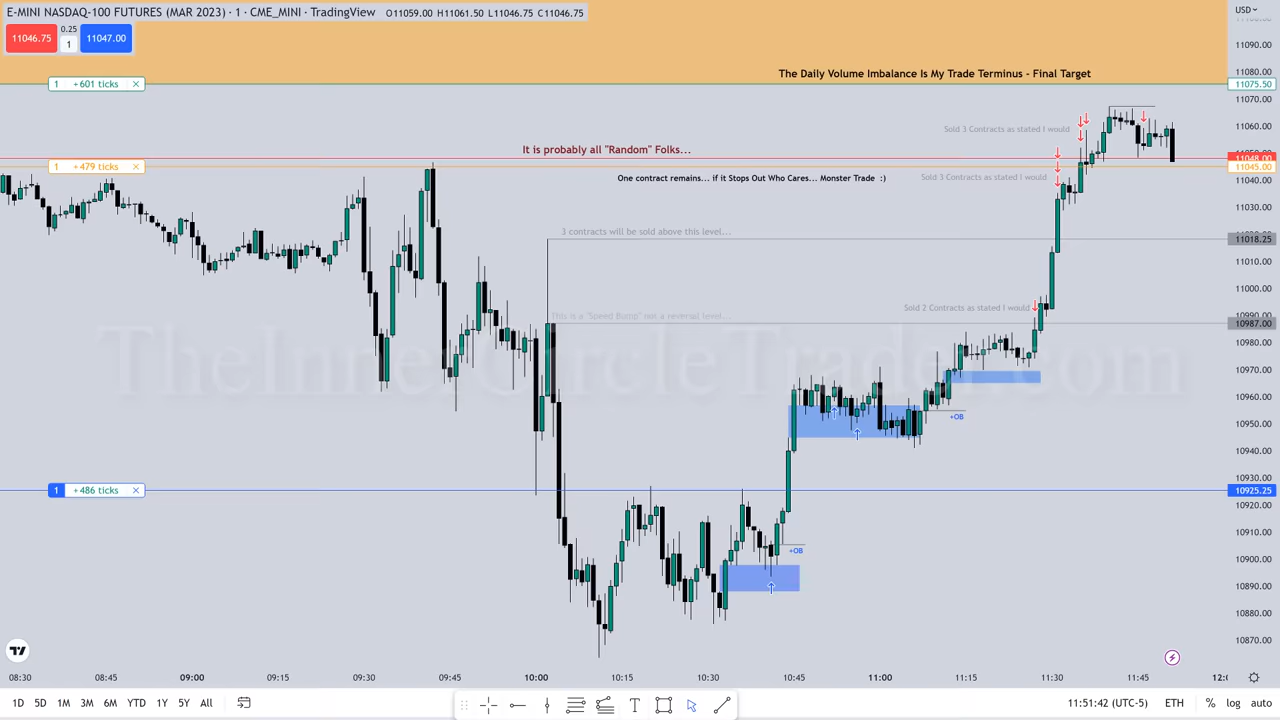 E-MINI NASDAQ-100 FUTURES (MAR 2023) · 1 · CME_MINI · TradingView O11059.00 H11061.50 L11046.75 C11046.75
USD
11046.75 0.25 1 11047.00
11090.00
The Daily Volume Imbalance Is My Trade Terminus - Final Target
11080.00
1 +601 ticks ×
11075.50
11070.00
Sold 3 Contracts as stated I would
11060.00
It is probably all "Random" Folks...
11048.00
1 +479 ticks ×
11045.00
One contract remains... if it Stops Out Who Cares... Monster Trade :)
Sold 3 Contracts as stated I would
11040.00
11030.00
3 contracts will be sold above this level...
11018.25
11010.00
11000.00
Sold 2 Contracts as stated I would
This is a "Speed Bump" not a reversal level...
10987.00
10980.00
TheInnerCircleTrader.com
10970.00
10960.00
+OB
10950.00
10940.00
10930.00
1 +486 ticks ×
10925.25
10910.00
+OB
10900.00
10890.00
10880.00
10870.00
08:30 08:45 09:00 09:15 09:30 09:45 10:00 10:15 10:30 10:45 11:00 11:15 11:30 11:45
1D 5D 1M 3M 6M YTD 1Y 5Y All
11:51:42 (UTC-5) ETH % log auto